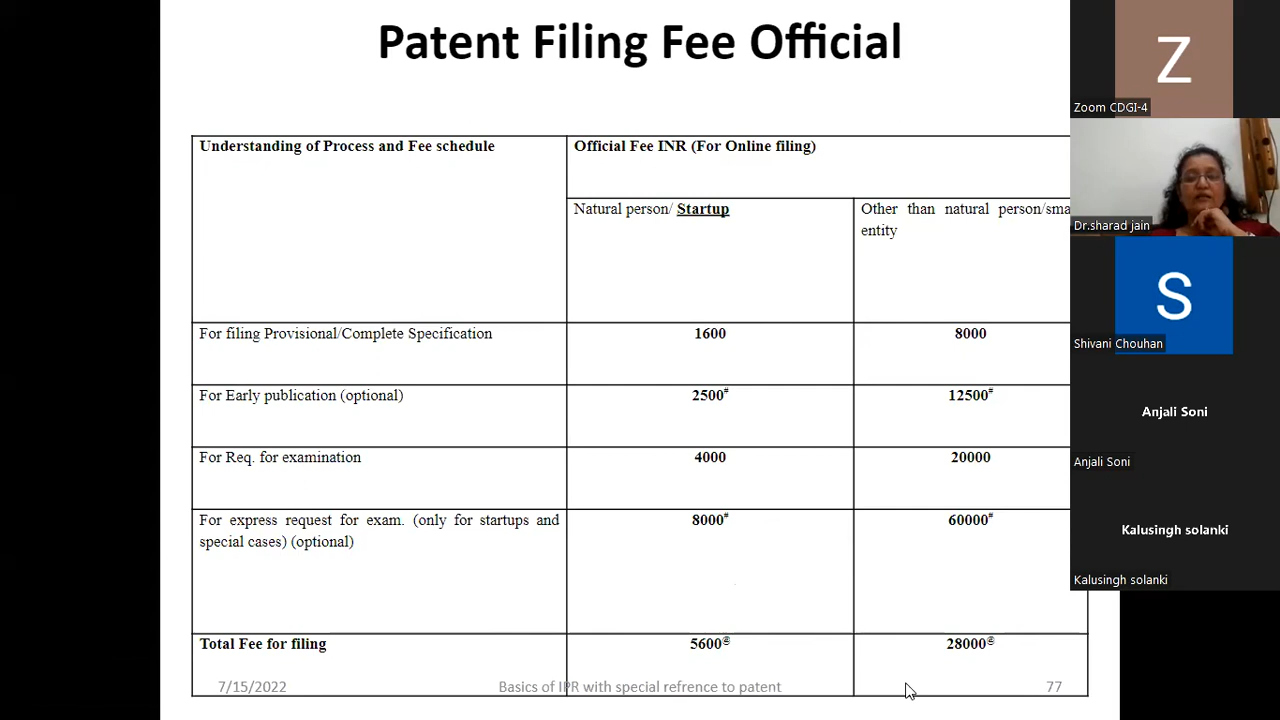 Patent Filing Fee Official
Understanding of Process and Fee schedule
Official Fee INR (For Online filing)
Natural person/ Startup
Other than natural person/sma
entity
For filing Provisional/Complete Specification
1600
8000
For Early publication (optional)
2500#
12500#
For Req. for examination
4000
20000
For express request for exam. (only for startups and
special cases) (optional)
8000#
60000#
Total Fee for filing
5600@
28000@
7/15/2022
Basics of IPR with special refrence to patent
77
Z
Zoom CDGI-4
Dr.sharad jain
S
Shivani Chouhan
Anjali Soni
Anjali Soni
Kalusingh solanki
Kalusingh solanki